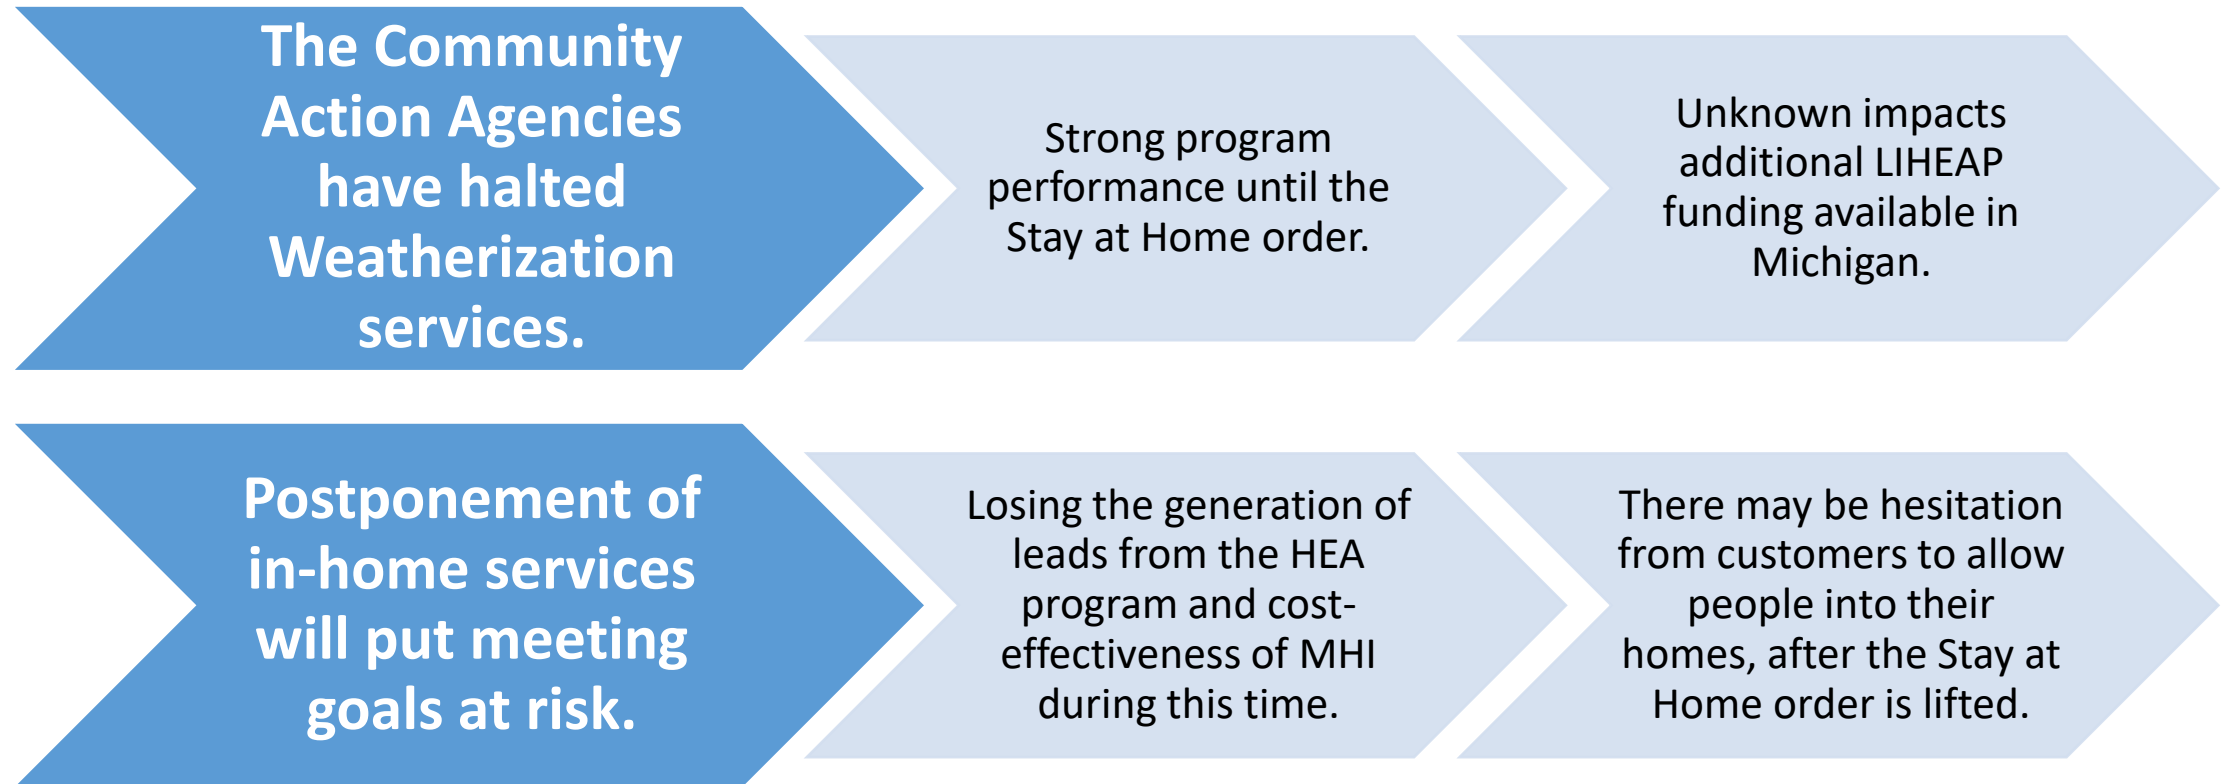 The Community
Action Agencies
have halted
Weatherization
services.
Strong program
performance until the
Stay at Home order.
Unknown impacts
additional LIHEAP
funding available in
Michigan.
Postponement of
in-home services
will put meeting
goals at risk.
Losing the generation of
leads from the HEA
program and cost-
effectiveness of MHI
during this time.
There may be hesitation
from customers to allow
people into their
homes, after the Stay at
Home order is lifted.